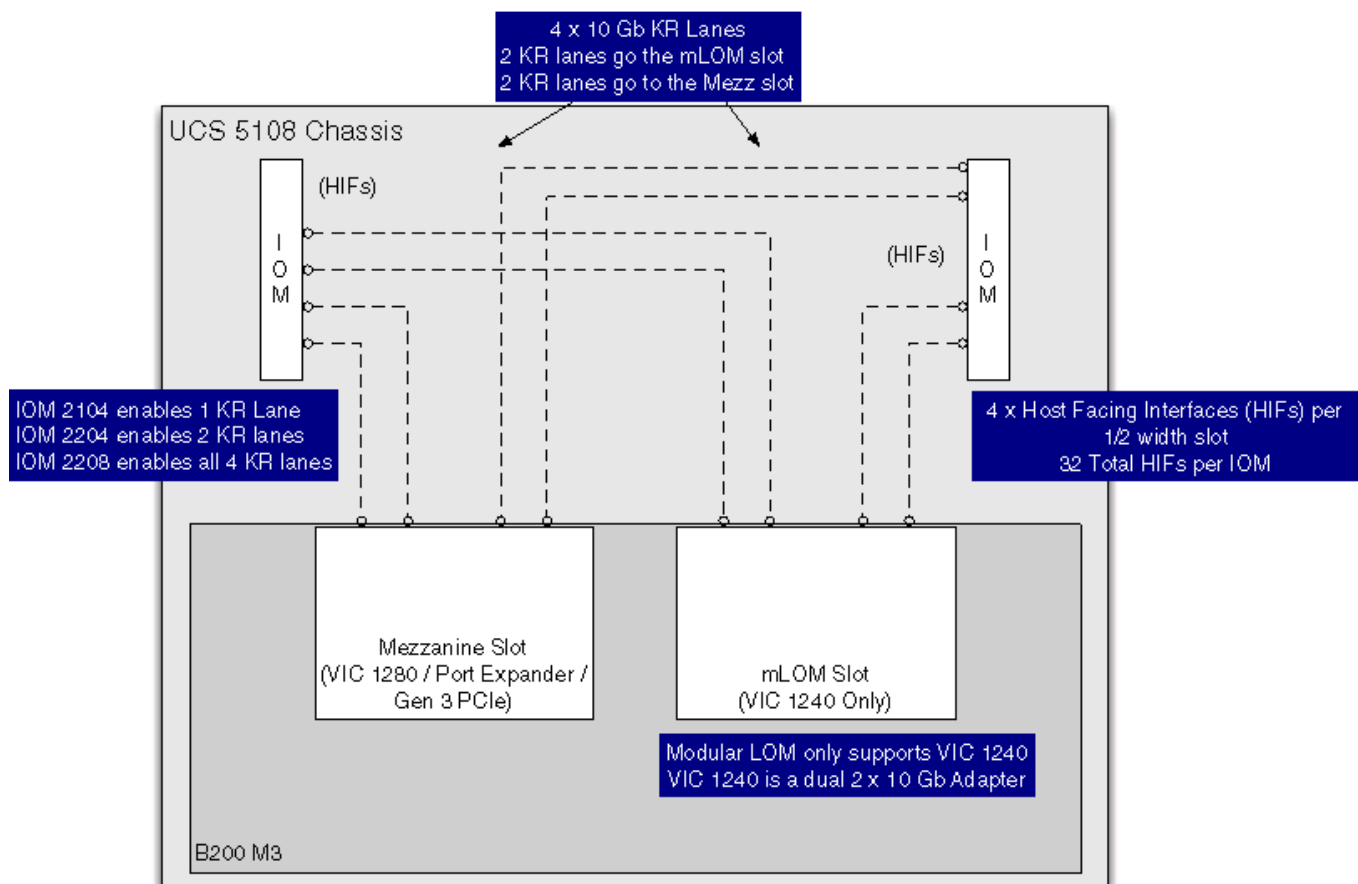 4 x 10 Gb KR Lanes
2 KR lanes go the mLOM slot
2 KR lanes go to the Mezz slot
UCS 5108 Chassis
(HIFs)
I
O
M
(HIFs)
I
O
M
IOM 2104 enables 1 KR Lane
IOM 2204 enables 2 KR lanes
IOM 2208 enables all 4 KR lanes
4 x Host Facing Interfaces (HIFs) per
1/2 width slot
32 Total HIFs per IOM
Mezzanine Slot
(VIC 1280 / Port Expander /
Gen 3 PCIe)
mLOM Slot
(VIC 1240 Only)
Modular LOM only supports VIC 1240
VIC 1240 is a dual 2 x 10 Gb Adapter
B200 M3